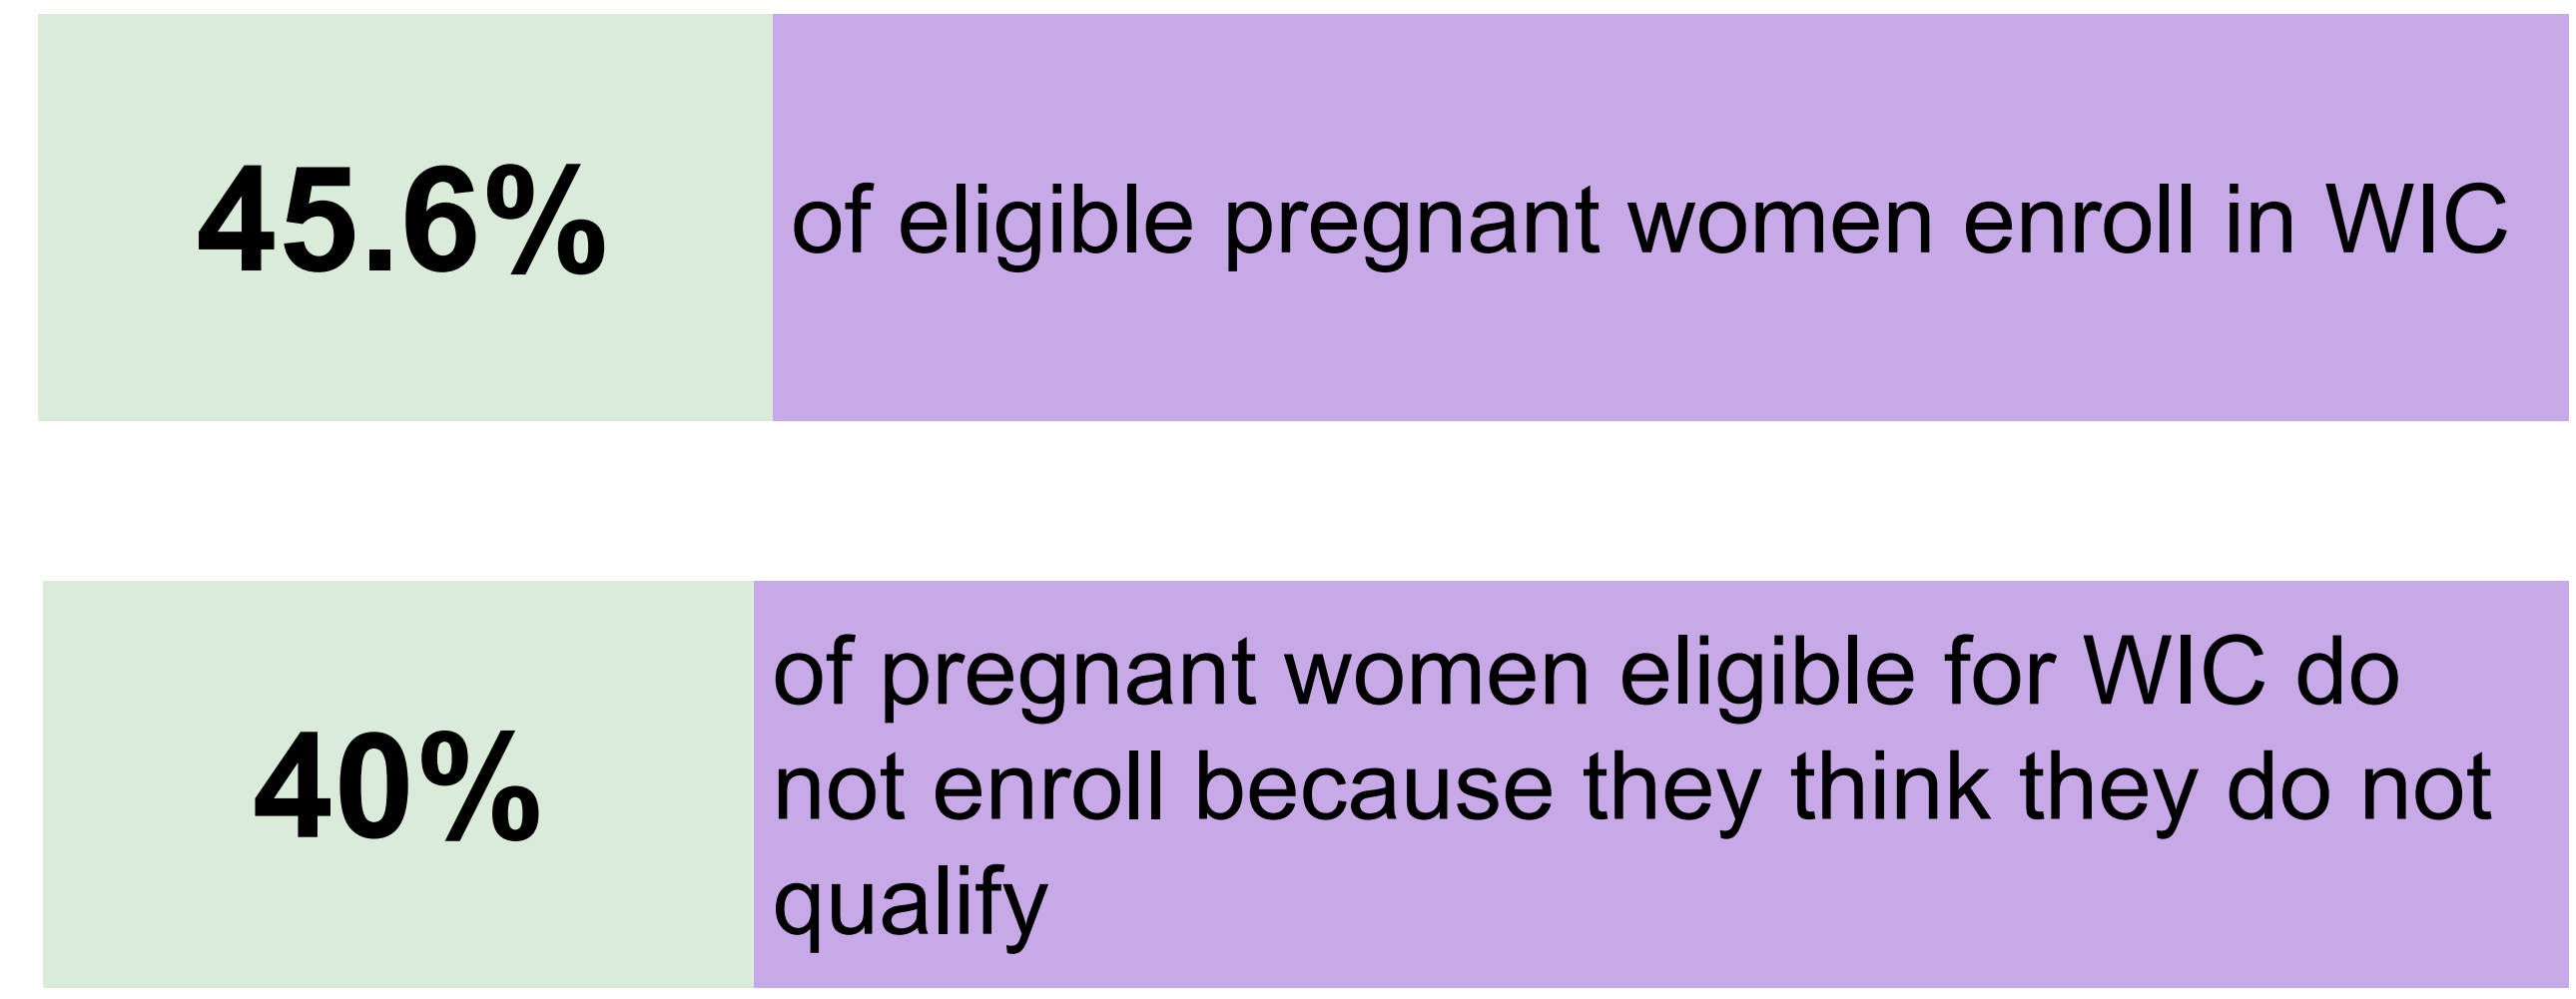 45.6%
of eligible pregnant women enroll in WIC
40%
of pregnant women eligible for WIC do
not enroll because they think they do not
qualify